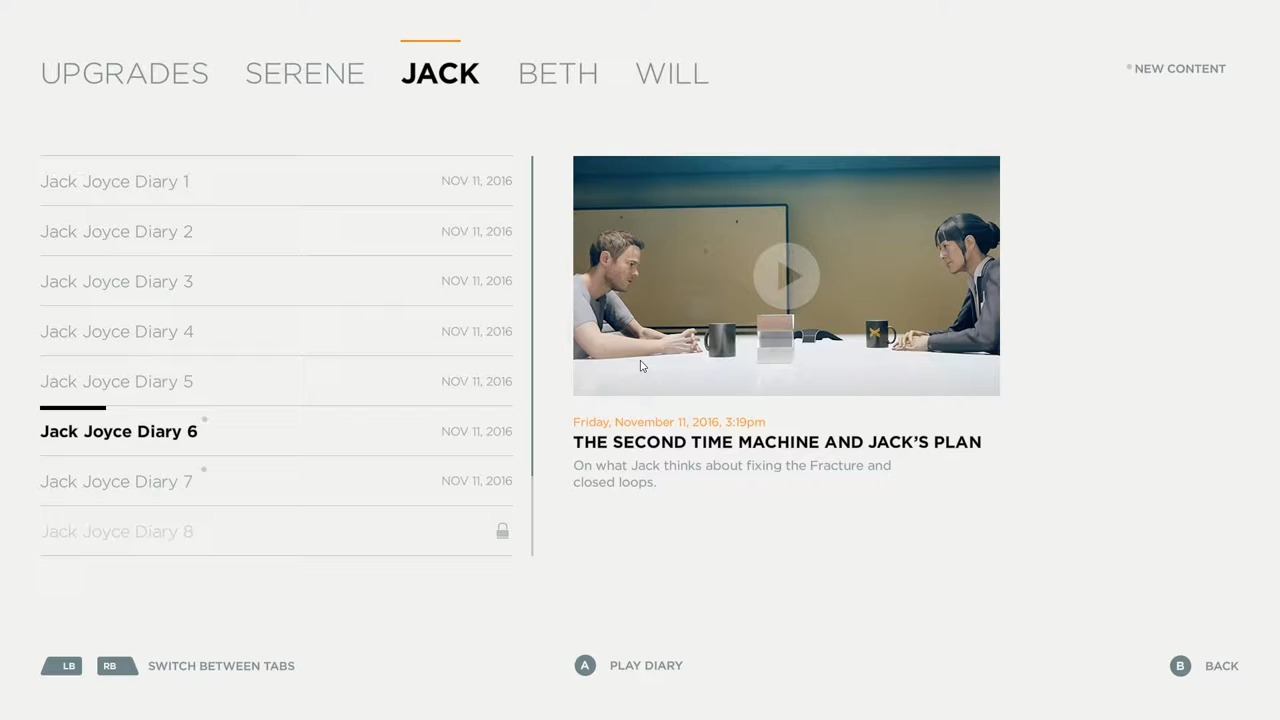 UPGRADES SERENE JACK BETH WILL
NEW CONTENT
Jack Joyce Diary 1 NOV 11, 2016
Jack Joyce Diary 2 NOV 11, 2016
Jack Joyce Diary 3 NOV 11, 2016
Jack Joyce Diary 4 NOV 11, 2016
Jack Joyce Diary 5 NOV 11, 2016
Jack Joyce Diary 6 NOV 11, 2016
Jack Joyce Diary 7 NOV 11, 2016
Jack Joyce Diary 8
Friday, November 11, 2016, 3:19pm
THE SECOND TIME MACHINE AND JACK’S PLAN
On what Jack thinks about fixing the Fracture and
closed loops.
LB RB SWITCH BETWEEN TABS
A PLAY DIARY
B BACK